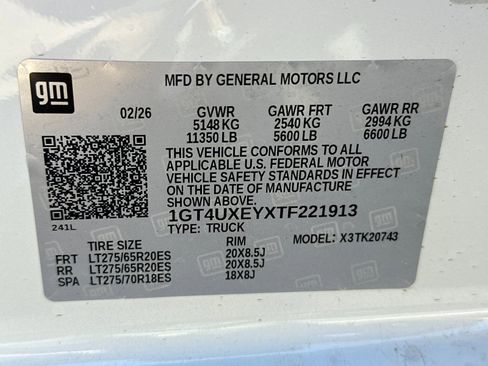 gm
MFD BY GENERAL MOTORS LLC
02/26 GVWR GAWR FRT GAWR RR
5148 KG 2540 KG 2994 KG
11350 LB 5600 LB 6600 LB
THIS VEHICLE CONFORMS TO ALL
APPLICABLE U.S. FEDERAL MOTOR
VEHICLE SAFETY STANDARDS IN EFFECT
ON THE DATE OF MANUFACTURE
SHOWN ABOVE.
1GT4UXEYXTF221913
241L TYPE: TRUCK
TIRE SIZE RIM MODEL: X3TK20743
FRT LT275/65R20ES 20X8.5J
RR LT275/65R20ES 20X8.5J
SPA LT275/70R18ES 18X8J